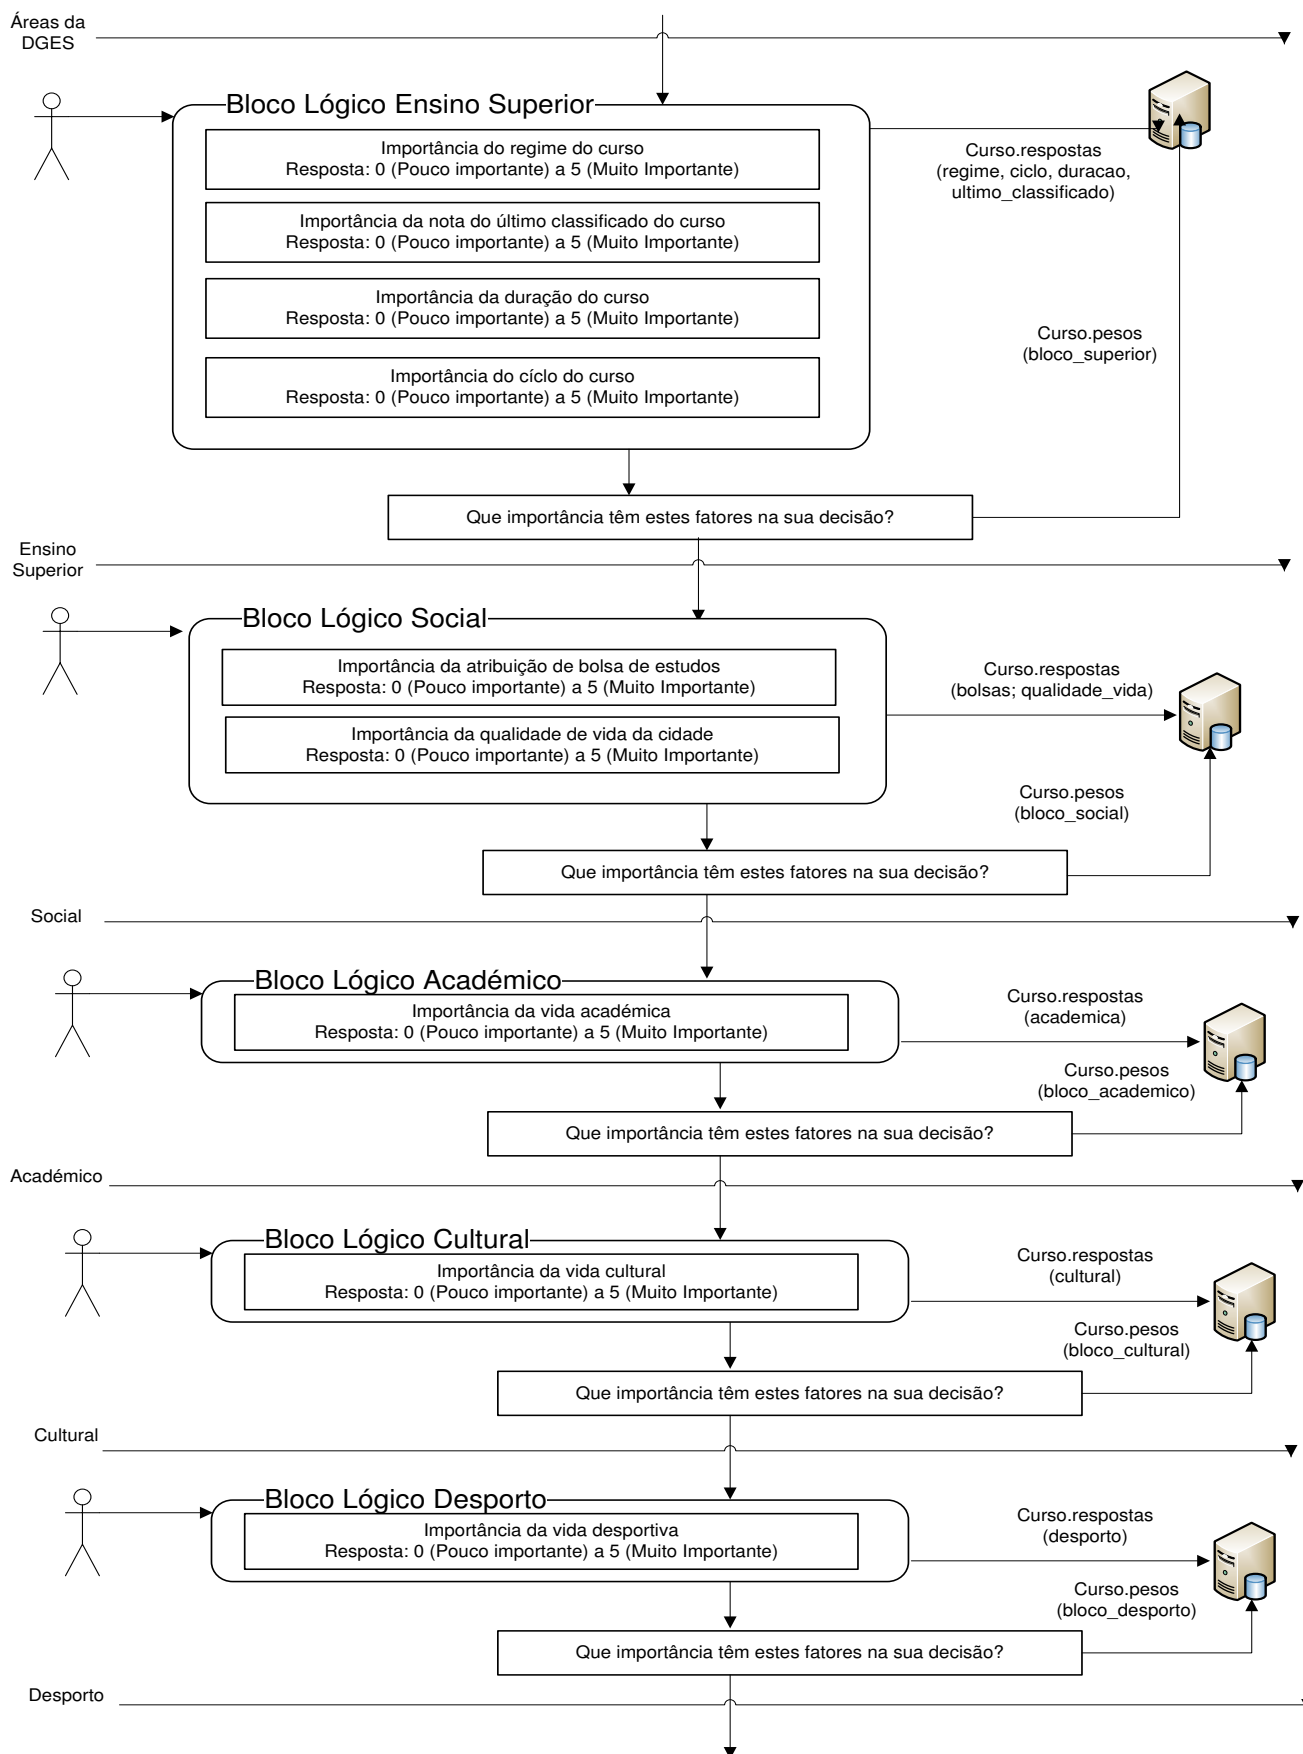 Áreas da
DGES
Bloco Lógico Ensino Superior
Importância do regime do curso
Resposta: 0 (Pouco importante) a 5 (Muito Importante)
Importância da nota do último classificado do curso
Resposta: 0 (Pouco importante) a 5 (Muito Importante)
Importância da duração do curso
Resposta: 0 (Pouco importante) a 5 (Muito Importante)
Importância do cíclo do curso
Resposta: 0 (Pouco importante) a 5 (Muito Importante)
Curso.respostas
(regime, ciclo, duracao,
ultimo_classificado)
Curso.pesos
(bloco_superior)
Que importância têm estes fatores na sua decisão?
Ensino
Superior
Bloco Lógico Social
Importância da atribuição de bolsa de estudos
Resposta: 0 (Pouco importante) a 5 (Muito Importante)
Importância da qualidade de vida da cidade
Resposta: 0 (Pouco importante) a 5 (Muito Importante)
Curso.respostas
(bolsas; qualidade_vida)
Curso.pesos
(bloco_social)
Que importância têm estes fatores na sua decisão?
Social
Bloco Lógico Académico
Importância da vida académica
Resposta: 0 (Pouco importante) a 5 (Muito Importante)
Curso.respostas
(academica)
Curso.pesos
(bloco_academico)
Que importância têm estes fatores na sua decisão?
Académico
Bloco Lógico Cultural
Importância da vida cultural
Resposta: 0 (Pouco importante) a 5 (Muito Importante)
Curso.respostas
(cultural)
Curso.pesos
(bloco_cultural)
Que importância têm estes fatores na sua decisão?
Cultural
Bloco Lógico Desporto
Importância da vida desportiva
Resposta: 0 (Pouco importante) a 5 (Muito Importante)
Curso.respostas
(desporto)
Curso.pesos
(bloco_desporto)
Que importância têm estes fatores na sua decisão?
Desporto